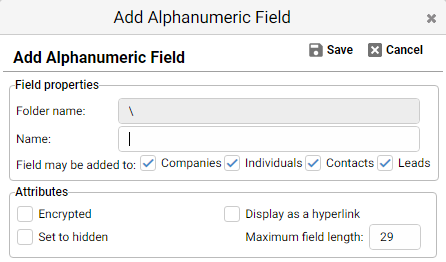 Add Alphanumeric Field
Add Alphanumeric Field Save Cancel
Field properties
Folder name: \
Name:
Field may be added to: Companies Individuals Contacts Leads
Attributes
Encrypted Display as a hyperlink
Set to hidden Maximum field length: 29